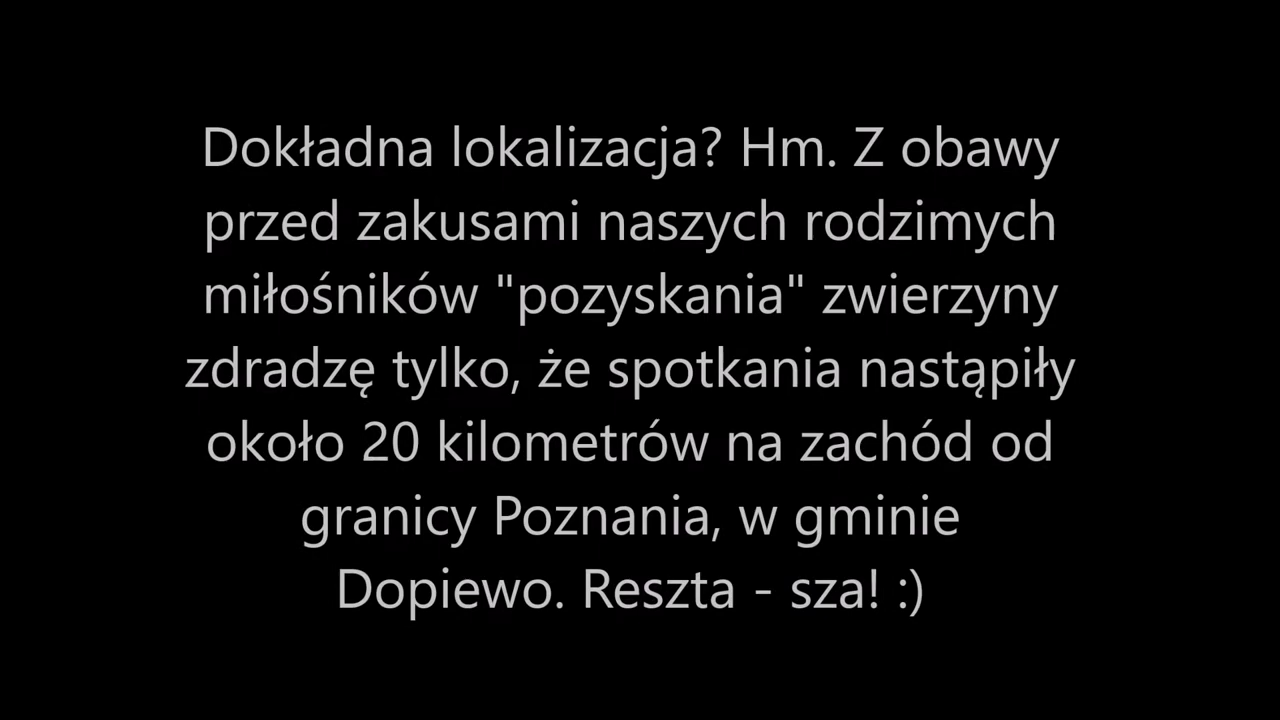 Dokładna lokalizacja? Hm. Z obawy
przed zakusami naszych rodzimych
miłośników "pozyskania" zwierzyny
zdradzę tylko, że spotkania nastąpiły
około 20 kilometrów na zachód od
granicy Poznania, w gminie
Dopiewo. Reszta - sza! :)